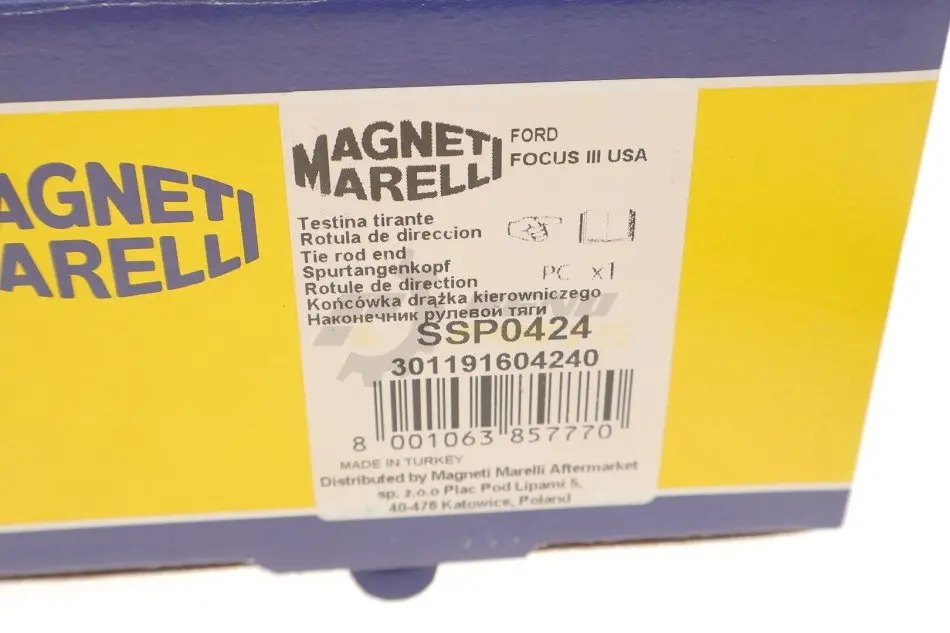 MAGNETI
MARELLI
AGNETI
ARELLI
FORD
FOCUS III USA
Testina tirante
Rotula de direccion
Tie rod end
Spurtangenkopf
Rotule de direction
Końcówka drążka kierowniczego
Наконечник рулевой тяги
PC x1
SSP0424
301191604240
8 001063 857770
MADE IN TURKEY
Distributed by Magneti Marelli Aftermarket
sp. z.o.o Plac Pod Lipami 5,
40-476 Katowice, Poland